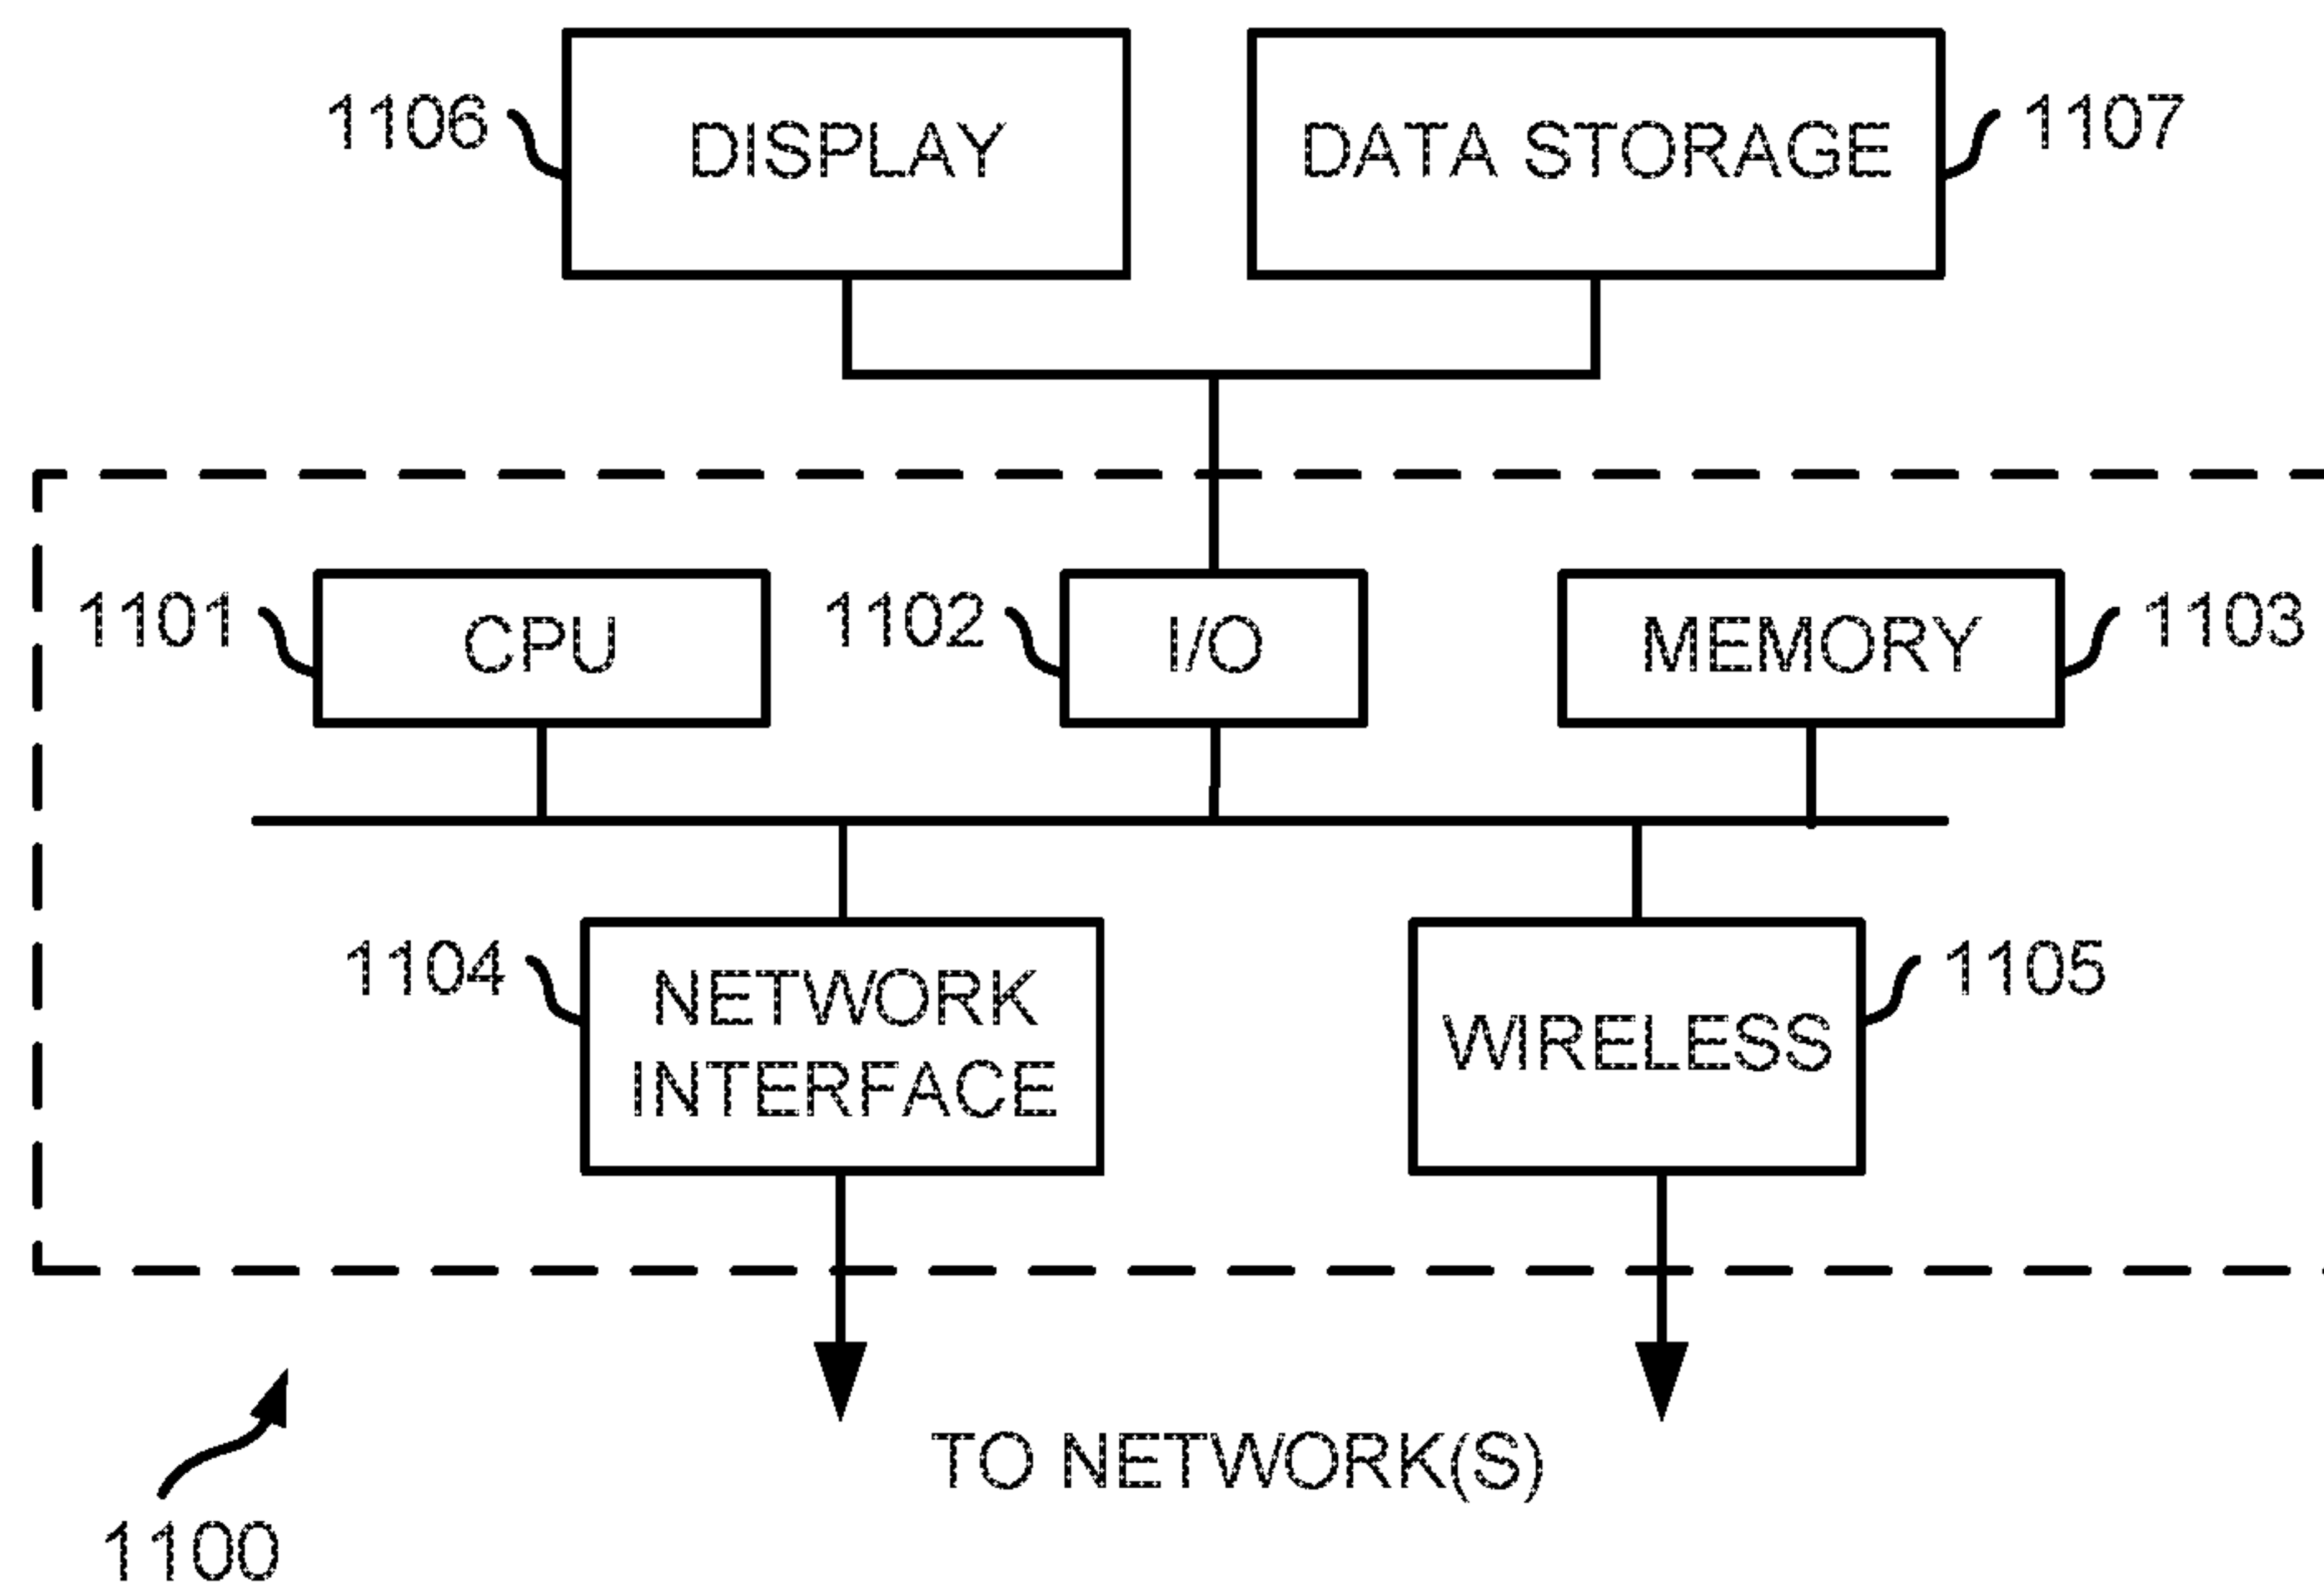 1106 DISPLAY DATA STORAGE 1107
1101 CPU 1102 I/O MEMORY 1103
1104 NETWORK INTERFACE WIRELESS 1105
TO NETWORK(S)
1100